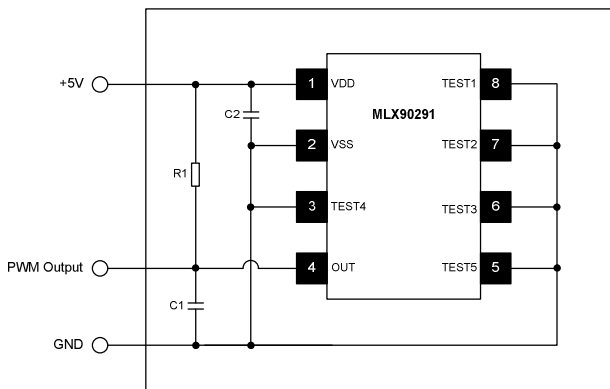 +5V
1
VDD
TEST1
8
MLX90291
C2
2
VSS
TEST2
7
R1
3
TEST4
TEST3
6
PWM Output
4
OUT
TEST5
5
C1
GND